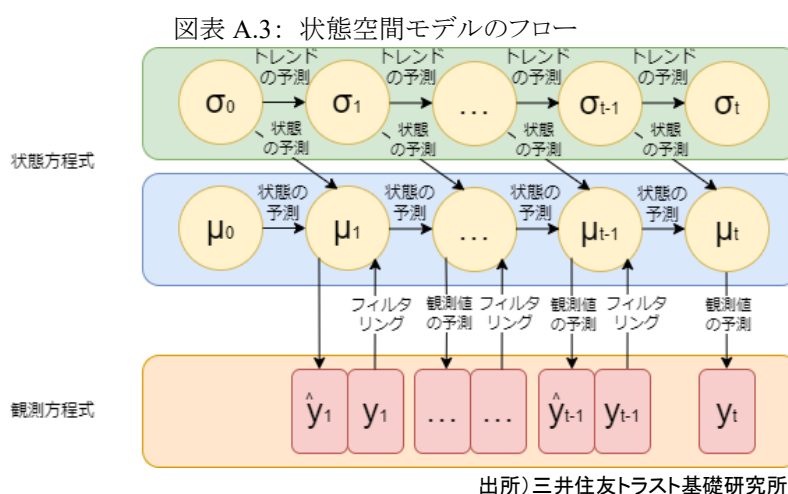 図表 A.3： 状態空間モデルのフロー
トレンド
の予測
トレンド
の予測
トレンド
の予測
トレンド
の予測
σ0
σ1
…
σt-1
σt
状態
の予測
状態
の予測
状態
の予測
状態
の予測
状態方程式
状態の
予測
状態の
予測
状態の
予測
状態の
予測
μ0
μ1
…
μt-1
μt
フィルタ
リング
観測値
の予測
フィルタ
リング
観測値
の予測
フィルタ
リング
観測値
の予測
観測方程式
ŷ1
y1
…
…
ŷt-1
yt-1
yt
出所）三井住友トラスト基礎研究所